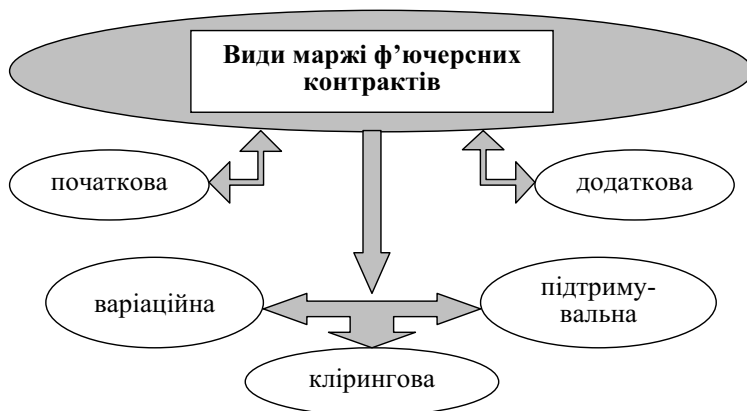 Види маржі ф’ючерсних
контрактів
початкова
додаткова
варіаційна
підтриму-
вальна
клірингова